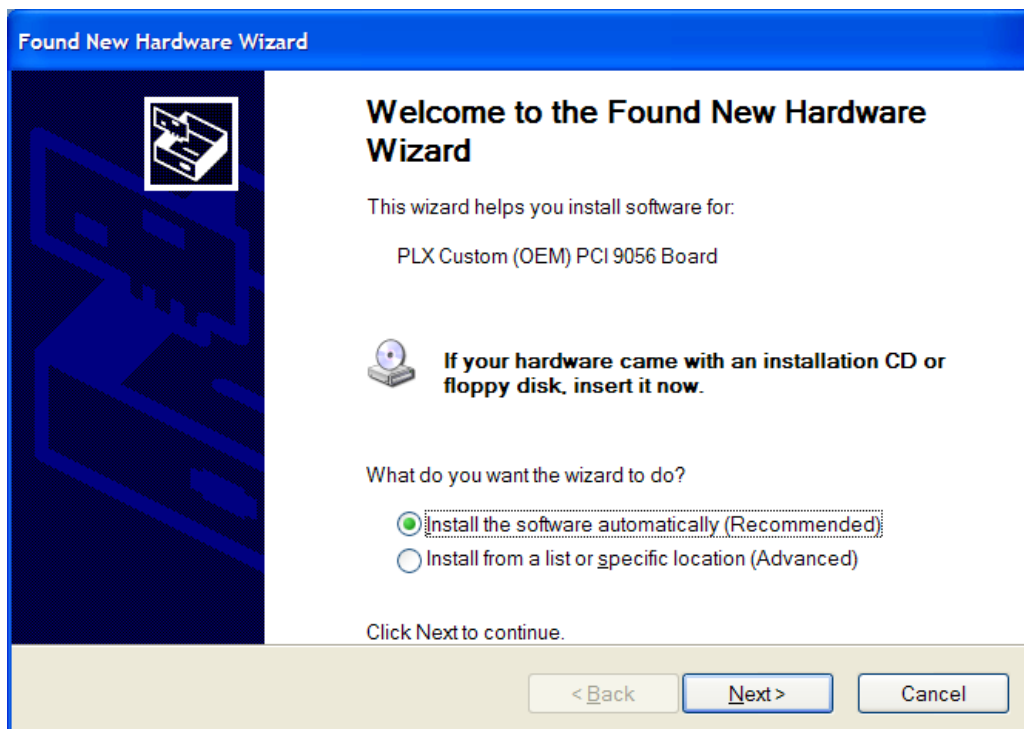 Found New Hardware Wizard
Welcome to the Found New Hardware
Wizard
This wizard helps you install software for:
PLX Custom (OEM) PCI 9056 Board
If your hardware came with an installation CD or
floppy disk, insert it now.
What do you want the wizard to do?
Install the software automatically (Recommended)
Install from a list or specific location (Advanced)
Click Next to continue.
< Back Next > Cancel